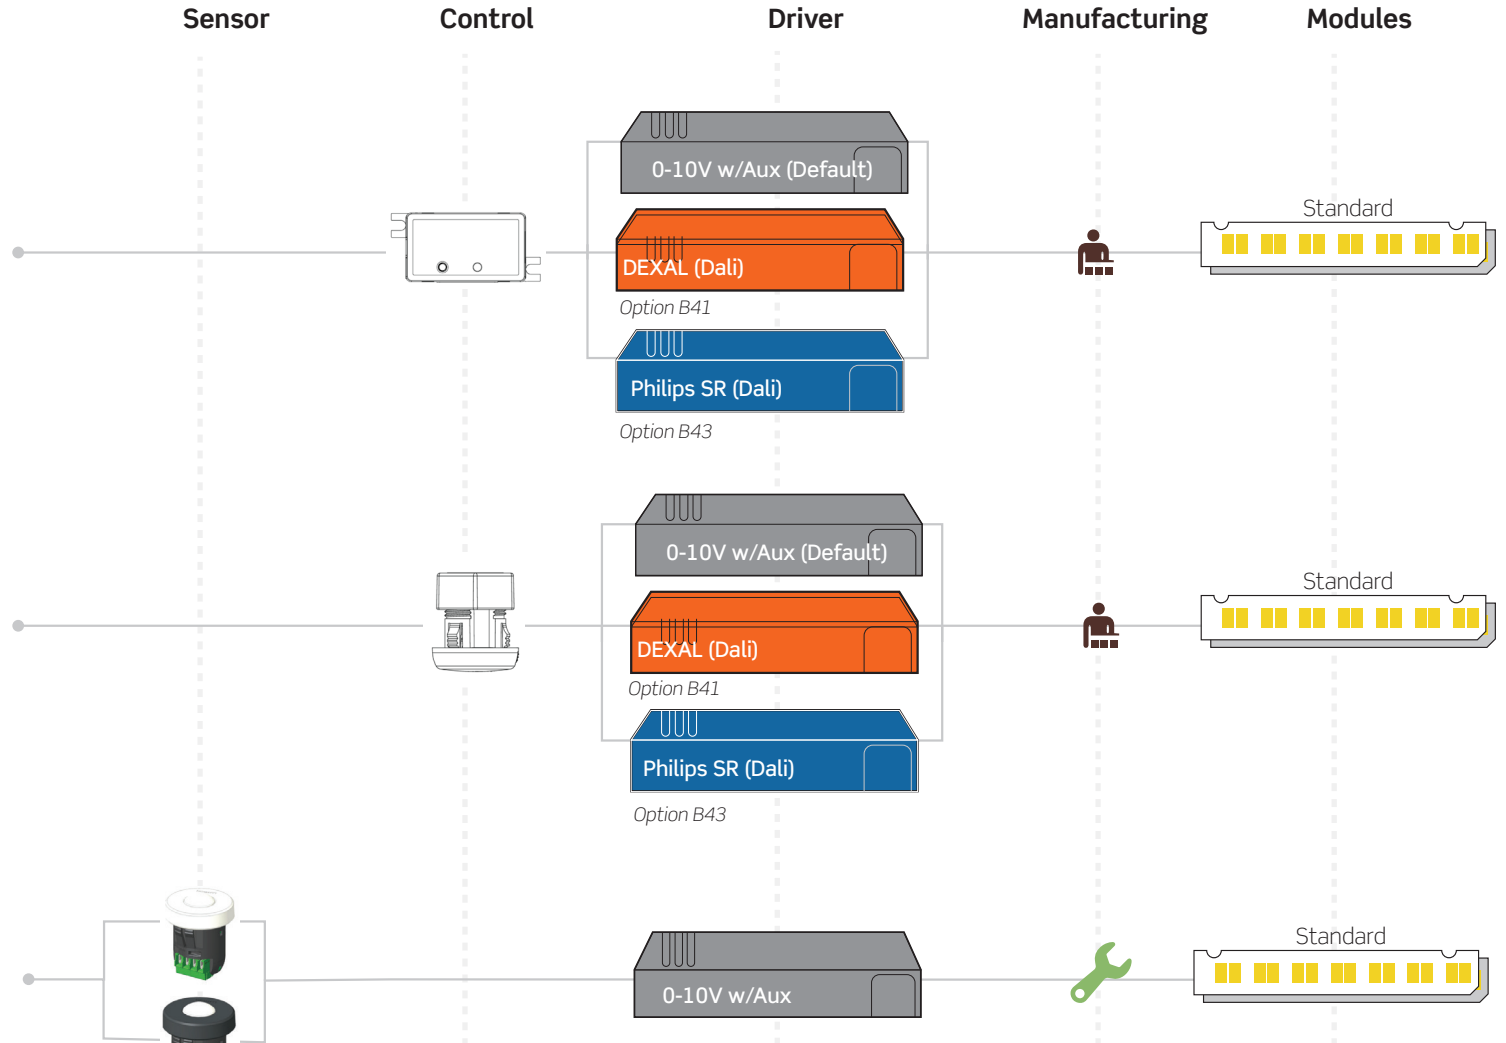 Sensor Control Driver Manufacturing Modules
0-10V w/Aux (Default)
Standard
DEXAL (Dali)
Option B41
Philips SR (Dali)
Option B43
0-10V w/Aux (Default)
Standard
DEXAL (Dali)
Option B41
Philips SR (Dali)
Option B43
Standard
0-10V w/Aux